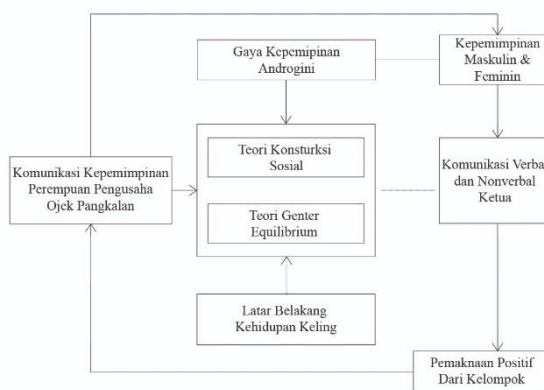 Gaya Kepemipinan
Androgini
Kepemimpinan
Maskulin &
Feminin
Teori Konsturksi
Sosial
Komunikasi Kepemimpinan
Perempuan Pengusaha
Ojek Pangkalan
Komunikasi Verbal
dan Nonverbal
Ketua
Teori Genter
Equilibrium
Latar Belakang
Kehidupan Keling
Pemaknaan Positif
Dari Kelompok